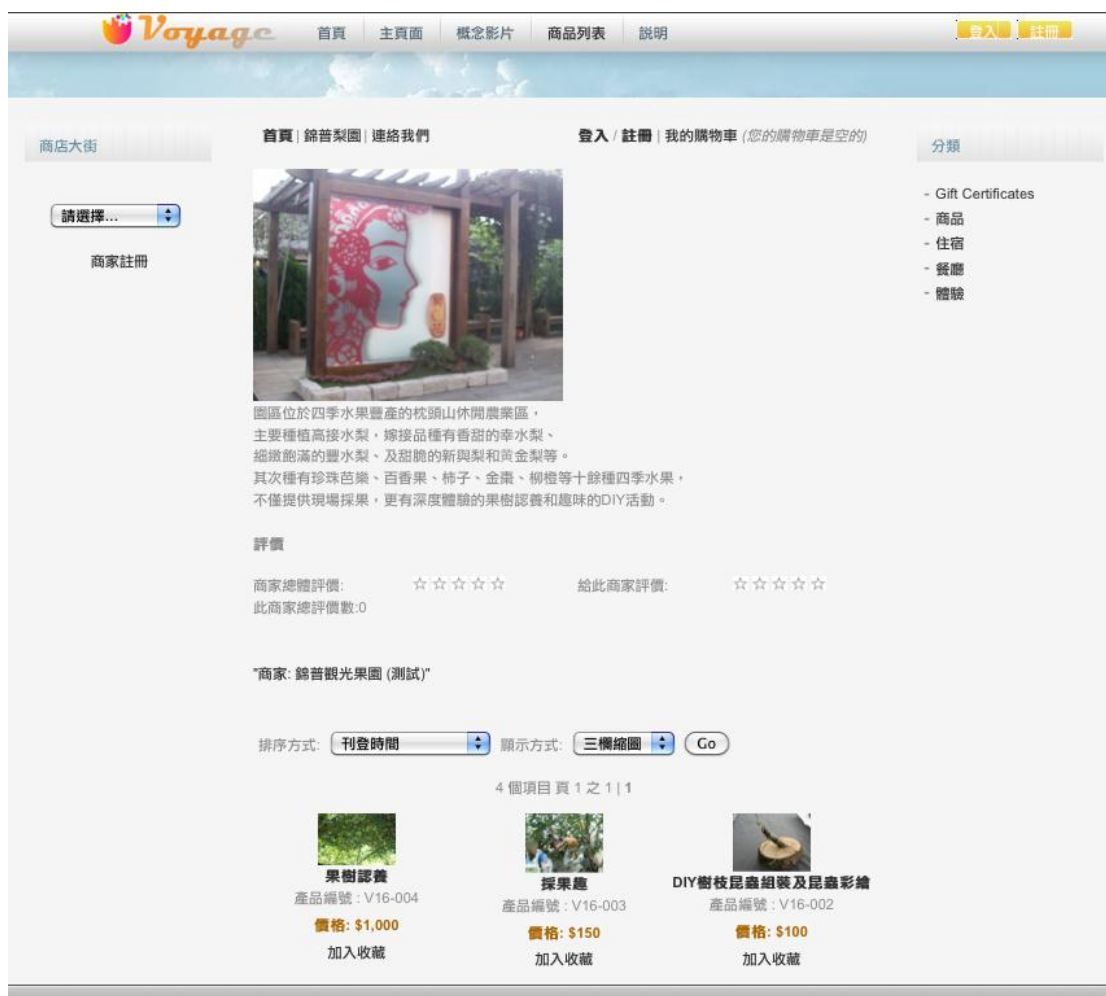 Voyage
首頁 主頁面 概念影片 商品列表 説明
登入 註冊
商店大街
請選擇...
商家註冊
首頁 | 錦普梨園 | 連絡我們
登入 / 註冊 | 我的購物車 (您的購物車是空的)
園區位於四季水果豐產的枕頭山休閒農業區，
主要種植高接水梨，嫁接品種有香甜的幸水梨、
細緻飽滿的豐水梨、及甜脆的新興梨和黃金梨等。
其次種有珍珠芭樂、百香果、柿子、金棗、柳橙等十餘種四季水果，
不僅提供現場採果，更有深度體驗的果樹認養和趣味的DIY活動。
評價
商家總體評價: ☆☆☆☆☆ 給此商家評價: ☆☆☆☆☆
此商家總評價數:0
"商家: 錦普觀光果園 (測試)"
排序方式: 刊登時間 顯示方式: 三欄縮圖 Go
4 個項目 頁 1 之 1 | 1
果樹認養
產品編號 : V16-004
價格: $1,000
加入收藏
採果趣
產品編號 : V16-003
價格: $150
加入收藏
DIY樹枝昆蟲組裝及昆蟲彩繪
產品編號 : V16-002
價格: $100
加入收藏
分類
- Gift Certificates
- 商品
- 住宿
- 餐廳
- 體驗